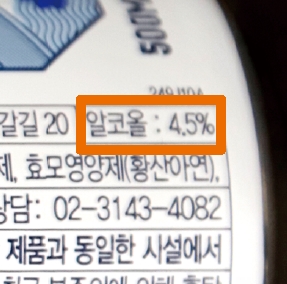 SOOM
갈길 20 알코올 : 4.5%
제, 효모영양제(황산아연),
상담: 02-3143-4082
제품과 동일한 시설에서